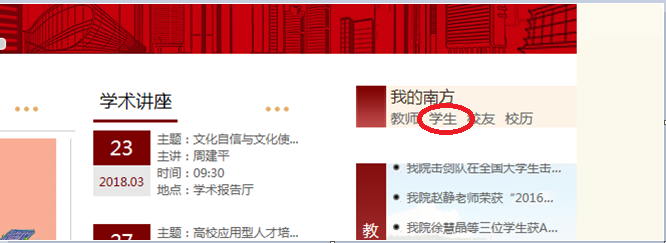 学术讲座
23
2018.03
主题：文化自信与文化使...
主讲：周建平
时间：09:30
地点：学术报告厅
27
主题：高校应用型人才培...
我的南方
教师 学生 校友 校历
教
我院击剑队在全国大学生击...
我院赵静老师荣获“2016...
我院徐慧晶等三位学生获A...